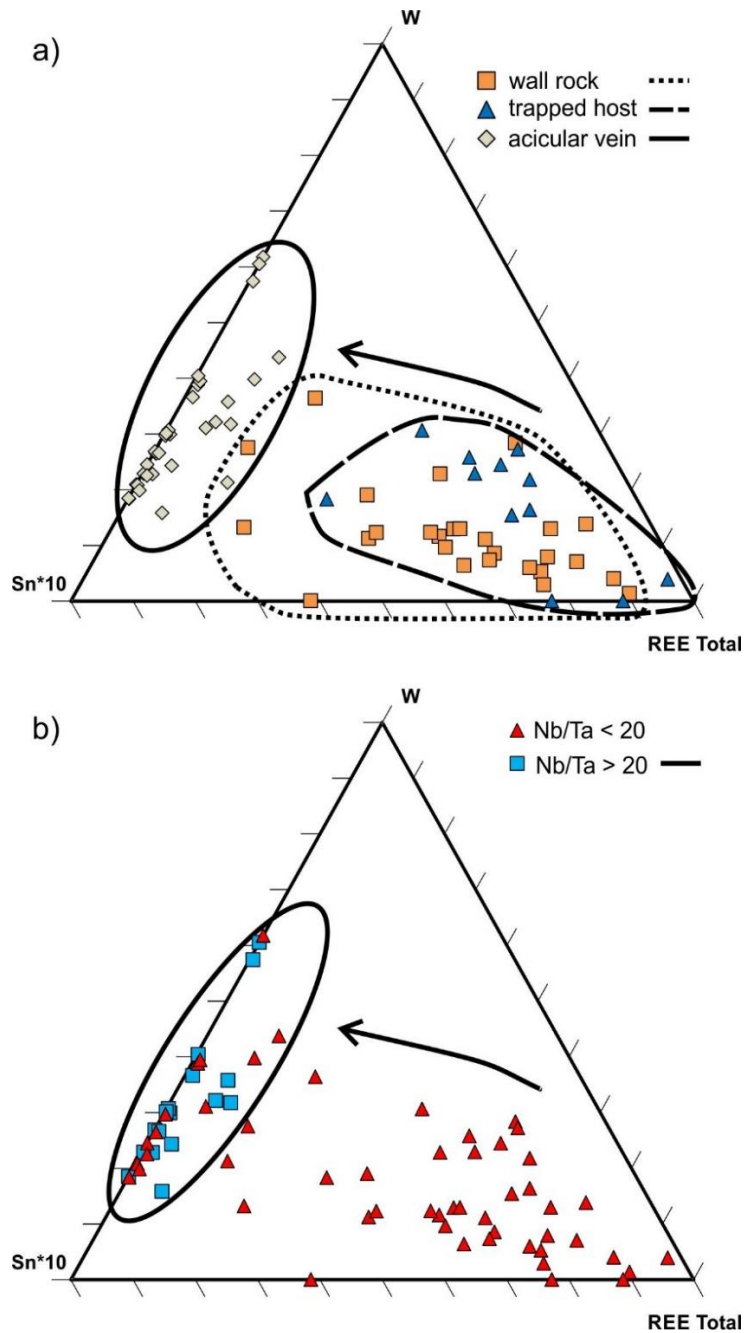 W
a)
wall rock
trapped host
acicular vein
Sn*10
REE Total
W
b)
Nb/Ta < 20
Nb/Ta > 20
Sn*10
REE Total